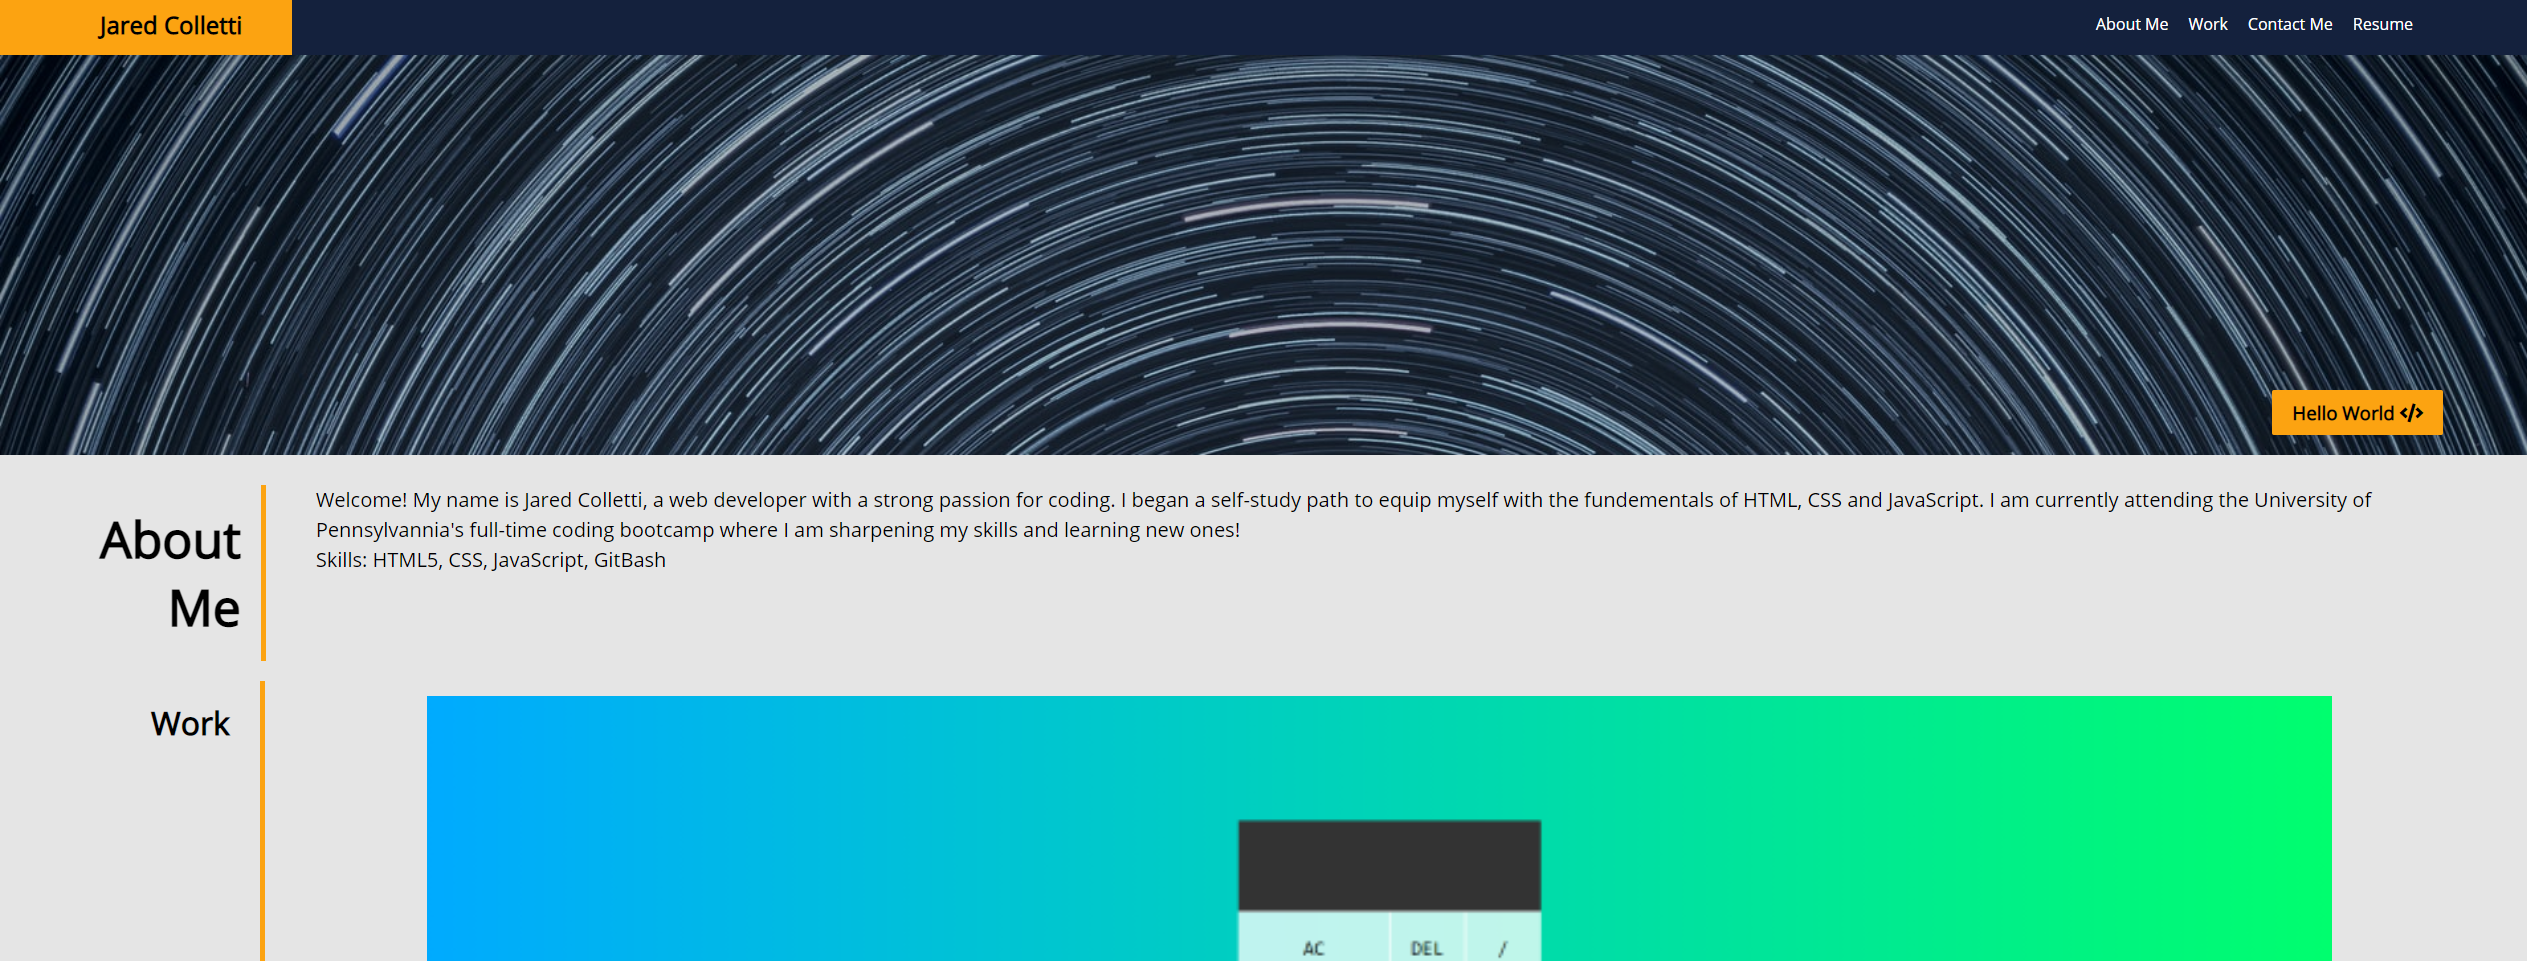 Jared Colletti
About Me Work Contact Me Resume
Hello World </>
About
Me
Welcome! My name is Jared Colletti, a web developer with a strong passion for coding. I began a self-study path to equip myself with the fundementals of HTML, CSS and JavaScript. I am currently attending the University of
Pennsylvannia's full-time coding bootcamp where I am sharpening my skills and learning new ones!
Skills: HTML5, CSS, JavaScript, GitBash
Work
AC DEL /